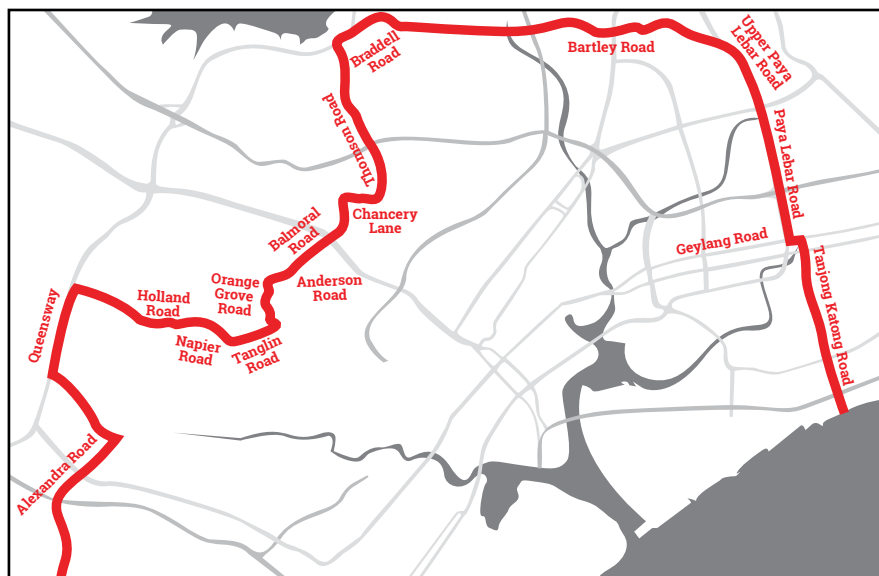 Braddell
Road
Bartley Road
Upper Paya
Lebar Road
Thomson Road
Paya Lebar Road
Chancery
Lane
Balmoral
Road
Geylang Road
Orange
Grove
Road
Anderson
Road
Holland
Road
Queensway
Napier
Road
Tanglin
Road
Tanjong Katong Road
Alexandra Road